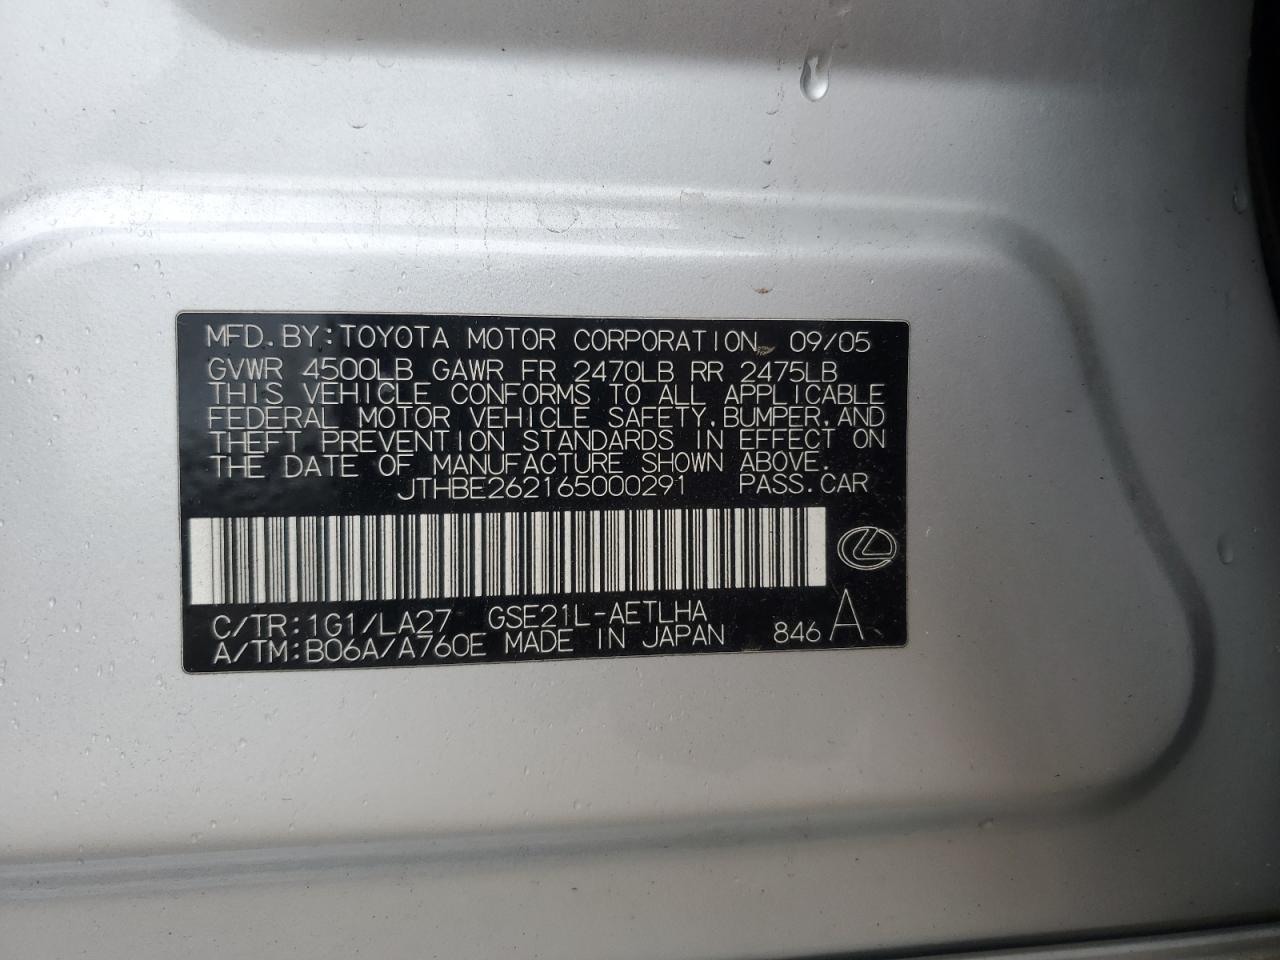 MFD.BY:TOYOTA MOTOR CORPORATION 09/05
GVWR 4500LB GAWR FR 2470LB RR 2475LB
THIS VEHICLE CONFORMS TO ALL APPLICABLE
FEDERAL MOTOR VEHICLE SAFETY,BUMPER,AND
THEFT PREVENTION STANDARDS IN EFFECT ON
THE DATE OF MANUFACTURE SHOWN ABOVE.
JTHBE262165000291 PASS.CAR
C/TR:1G1/LA27 GSE21L-AETLHA
A/TM:B06A/A760E MADE IN JAPAN 846 A